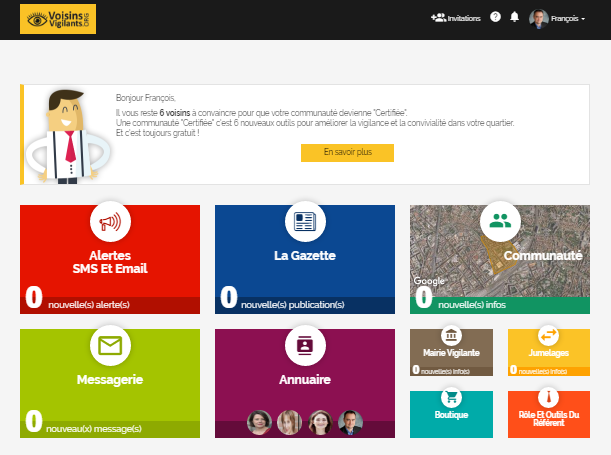 Voisins
Vigilants.ORG
Invitations
?
François
Bonjour François,
Il vous reste 6 voisins à convaincre pour que votre communauté devienne "Certifiée".
Une communauté "Certifiée" c'est 6 nouveaux outils pour améliorer la vigilance et la convivialité dans votre quartier.
Et c'est toujours gratuit !
En savoir plus
Alertes
SMS Et Email
0 nouvelle(s) alerte(s)
La Gazette
0 nouvelle(s) publication(s)
Communauté
Google
0 nouvelle(s) infos
Messagerie
0 nouveau(x) message(s)
Annuaire
Mairie Vigilante
0 nouvelle(s) info(s)
Jumelages
0 nouvelle(s) info(s)
Boutique
Rôle Et Outils Du
Référent